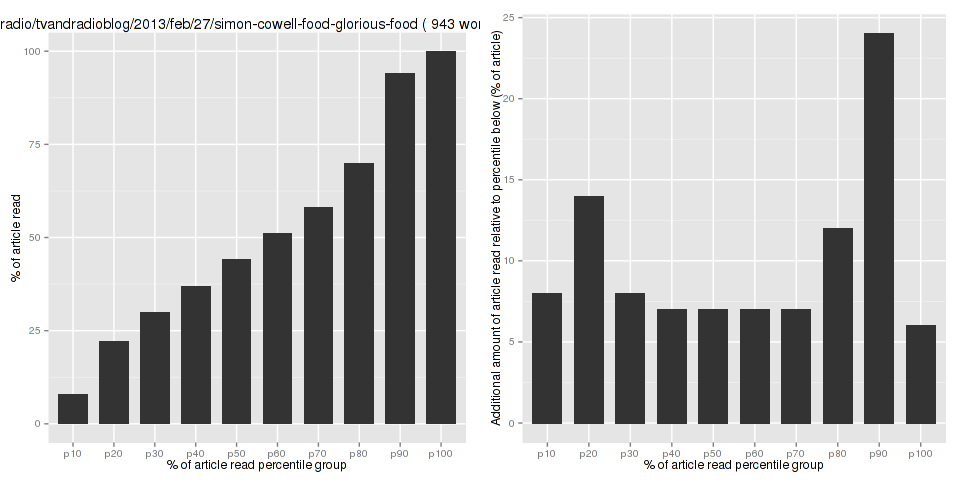 radio/tvandradioblog/2013/feb/27/simon-cowell-food-glorious-food ( 943 wor
100
75
50
25
0
% of article read
p10 p20 p30 p40 p50 p60 p70 p80 p90 p100
% of article read percentile group
25
20
15
10
5
0
Additional amount of article read relative to percentile below (% of article)
p10 p20 p30 p40 p50 p60 p70 p80 p90 p100
% of article read percentile group